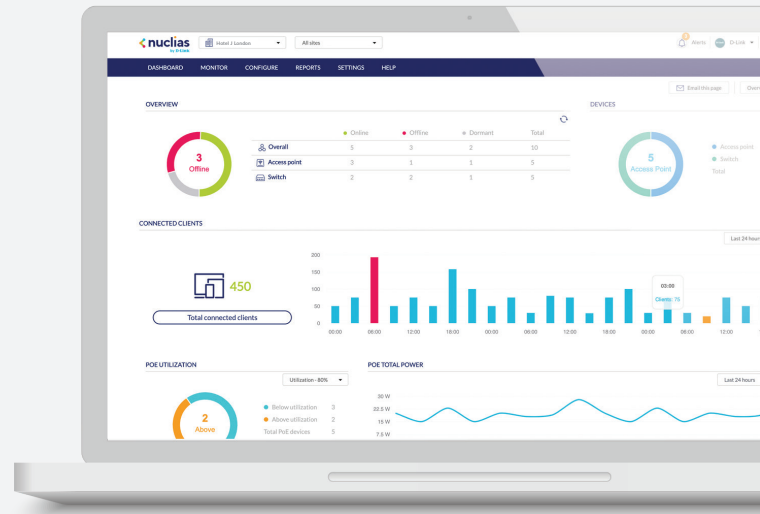 nuclias
by D-Link
Hotel J London
All sites
Alerts
D-Link
DASHBOARD MONITOR CONFIGURE REPORTS SETTINGS HELP
Email this page
OVERVIEW
DEVICES
Online Offline Dormant Total
Overall 5 3 2 10
Access point 3 1 1 5
Switch 2 2 1 5
3
Offline
5
Access Point
Access point
Switch
Total
CONNECTED CLIENTS
Last 24 hours
450
Total connected clients
200
150
100
50
0
03:00
Clients: 75
00:00 06:00 12:00 18:00 00:00 06:00 12:00 18:00 00:00 06:00 12:00
POE UTILIZATION
POE TOTAL POWER
Utilization - 80%
Last 24 hours
2
Above
Below utilization 3
Above utilization 2
Total PoE devices 5
30 W
22.5 W
15 W
7.5 W